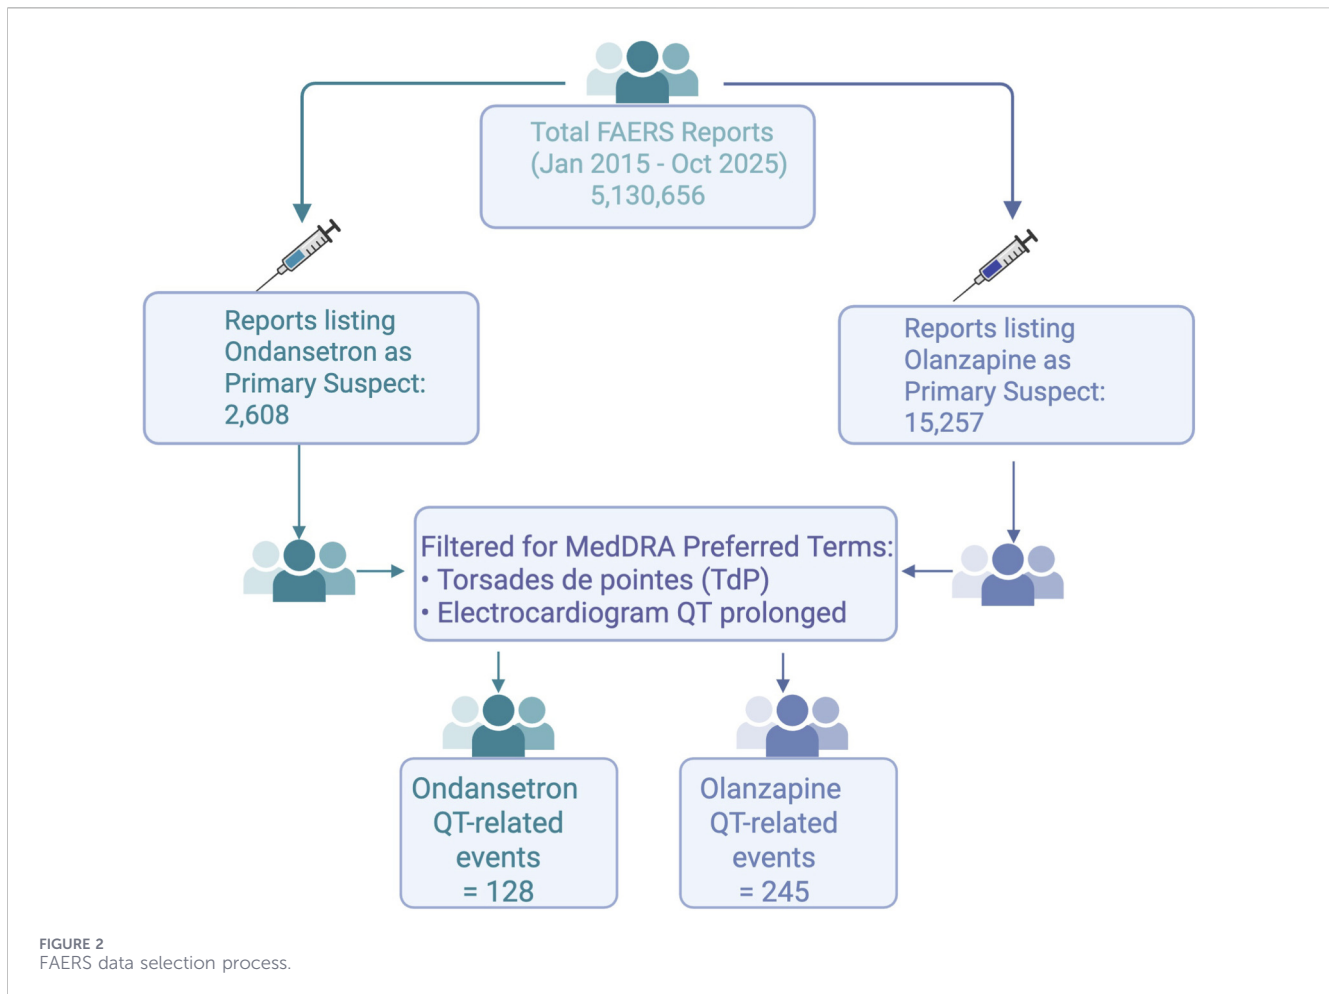 Total FAERS Reports
(Jan 2015 - Oct 2025)
5,130,656
Reports listing
Ondansetron as
Primary Suspect:
2,608
Reports listing
Olanzapine as
Primary Suspect:
15,257
Filtered for MedDRA Preferred Terms:
• Torsades de pointes (TdP)
• Electrocardiogram QT prolonged
Ondansetron
QT-related
events
= 128
Olanzapine
QT-related
events
= 245
FIGURE 2
FAERS data selection process.